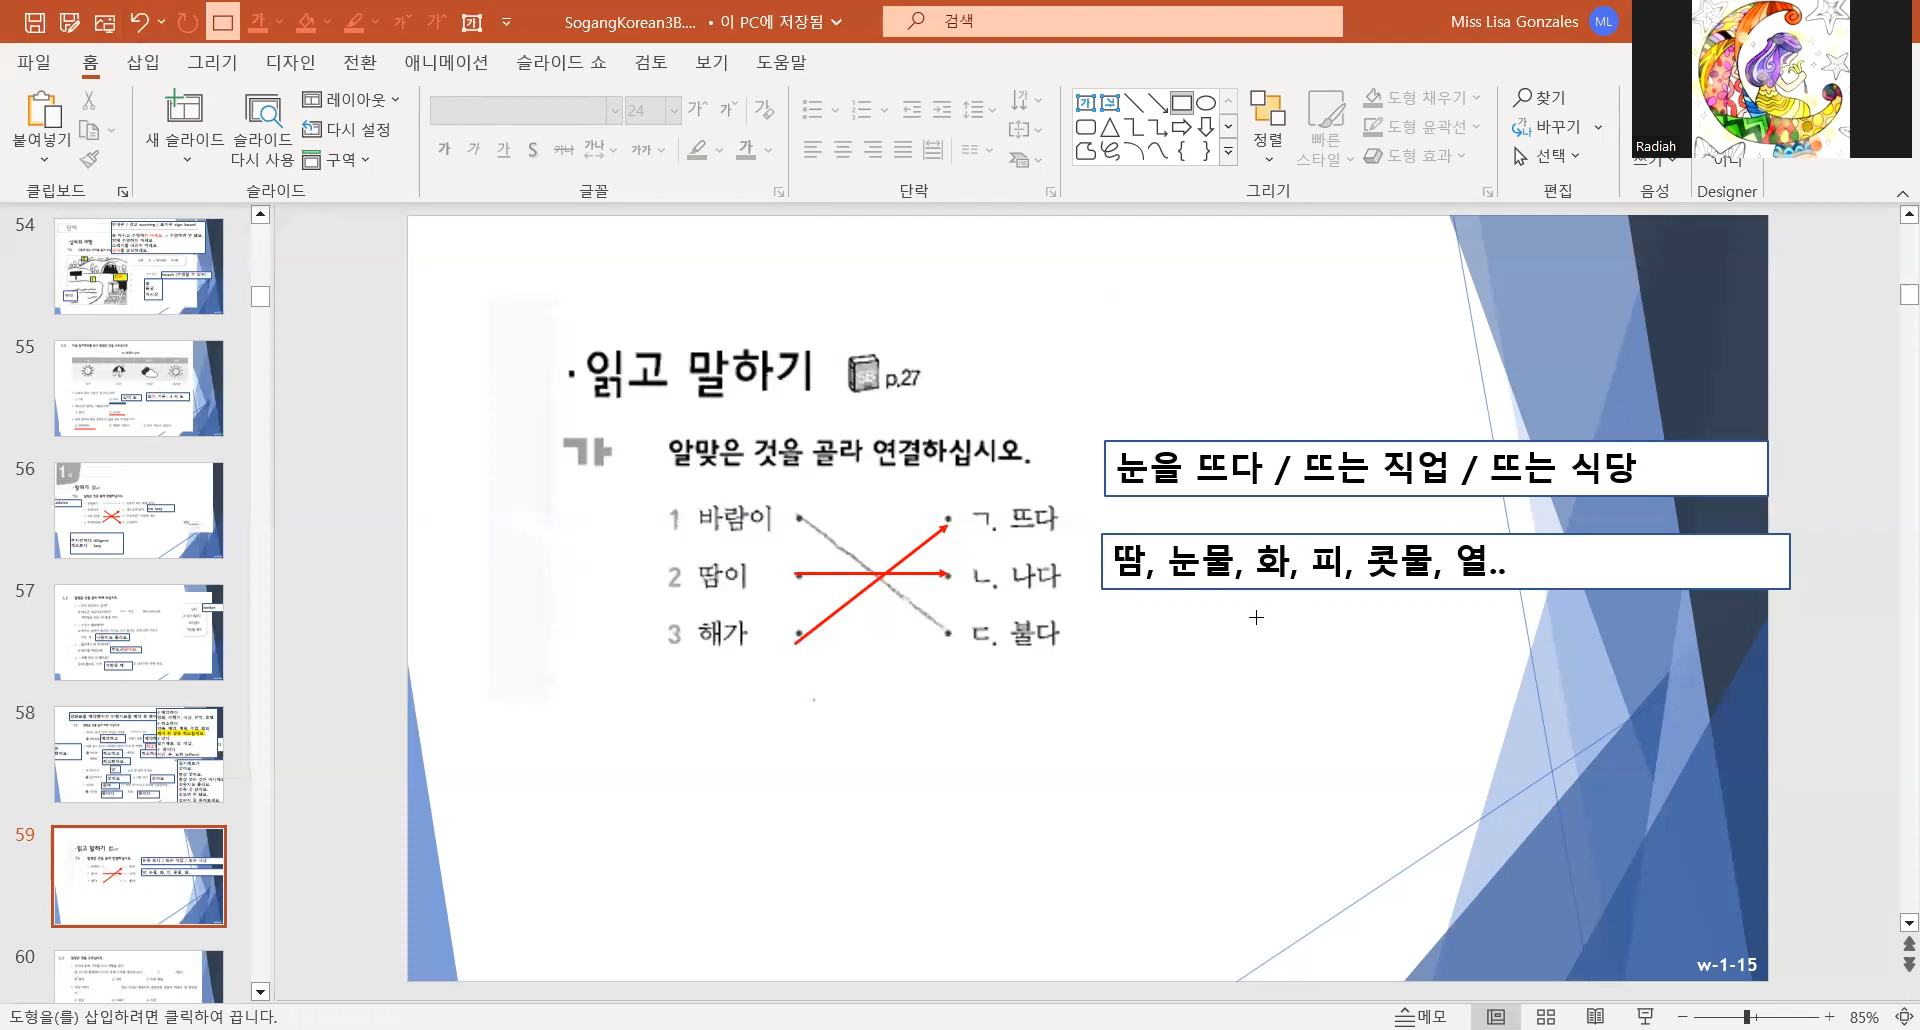 SogangKorean3B.... • 이 PC에 저장됨
검색
Miss Lisa Gonzales
ML
파일 홈 삽입 그리기 디자인 전환 애니메이션 슬라이드 쇼 검토 보기 도움말
붙여넣기
새 슬라이드
슬라이드 다시 사용
레이아웃
다시 설정
구역
24
정렬
빠른 스타일
도형 채우기
도형 윤곽선
도형 효과
찾기
바꾸기
선택
Radiah
클립보드 슬라이드 글꼴 단락 그리기 편집 음성 Designer
54
55
56
57
58
59
60
·읽고 말하기 SB p.27
가 알맞은 것을 골라 연결하십시오.
1 바람이 ㄱ. 뜨다
2 땀이 ㄴ. 나다
3 해가 ㄷ. 불다
눈을 뜨다 / 뜨는 직업 / 뜨는 식당
땀, 눈물, 화, 피, 콧물, 열..
w-1-15
도형을(를) 삽입하려면 클릭하여 끕니다.
메모
85%